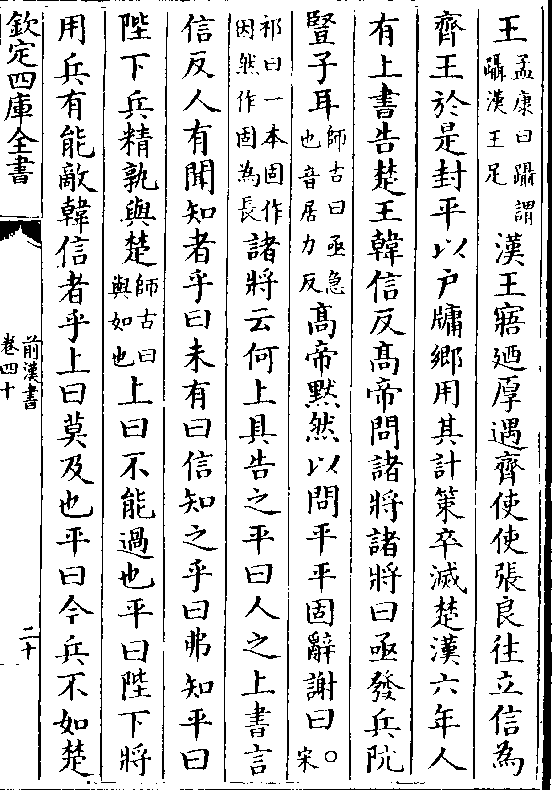 王孟康曰躡謂躡漢王足漢王寤迺厚遇齊使使張良往立信為
齊王於是封平以戶牖鄉用其計策卒滅楚漢六年人
有上書告楚王韓信反高帝問諸將諸將曰亟發兵阬
豎子耳師古曰亟急也音居力反高帝黙然以問平平固辭謝曰○宋
祁曰一本固作因然作固為長諸將云何上具告之平曰人之上書言
信反人有聞知者乎曰未有曰信知之乎曰弗知平曰
陛下兵精孰與楚師古曰與如也上曰不能過也平曰陛下將
用兵有能敵韓信者乎上曰莫及也平曰今兵不如楚
欽定四庫全書
前漢書
卷四十
二十